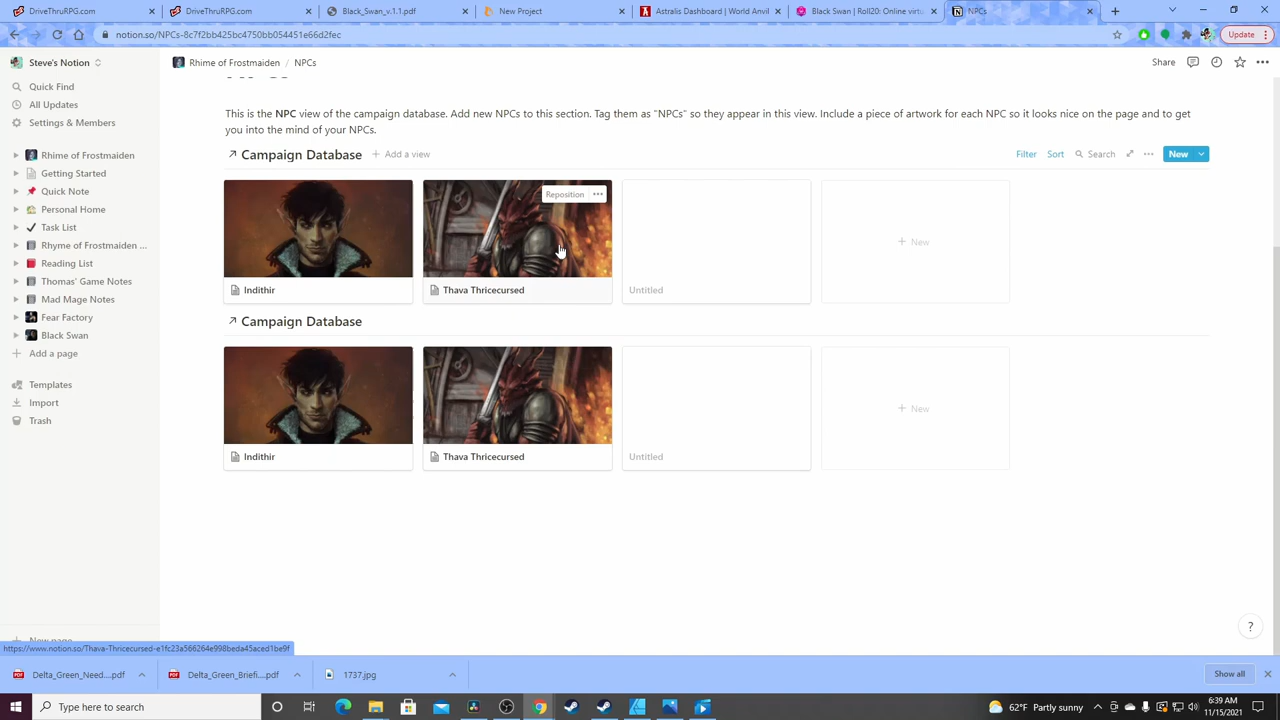 DriveThruRPG.com
DriveThruRPG.com
Black_Swan_v.1.1.pdf
New Project
Astralis Dashboard | World Anvil
Black Swan | Roll20: Online virtu
NPCs
notion.so/NPCs-8c7f2bb425bc4750bb054451e66d2fec
Update
Steve's Notion
Rhime of Frostmaiden / NPCs
Share
Quick Find
All Updates
Settings & Members
Rhime of Frostmaiden
Getting Started
Quick Note
Personal Home
Task List
Rhyme of Frostmaiden ...
Reading List
Thomas' Game Notes
Mad Mage Notes
Fear Factory
Black Swan
Add a page
Templates
Import
Trash
New page
This is the NPC view of the campaign database. Add new NPCs to this section. Tag them as "NPCs" so they appear in this view. Include a piece of artwork for each NPC so it looks nice on the page and to get
you into the mind of your NPCs.
Campaign Database
Add a view
Filter
Sort
Search
New
Reposition
Indithir
Thava Thricecursed
Untitled
New
Campaign Database
Indithir
Thava Thricecursed
Untitled
New
?
https://www.notion.so/Thava-Thricecursed-e1fc23a566264e998beda45aced1be9f
Delta_Green_Need....pdf
Delta_Green_Briefi....pdf
1737.jpg
Show all
Type here to search
62°F Partly sunny
6:39 AM
11/15/2021